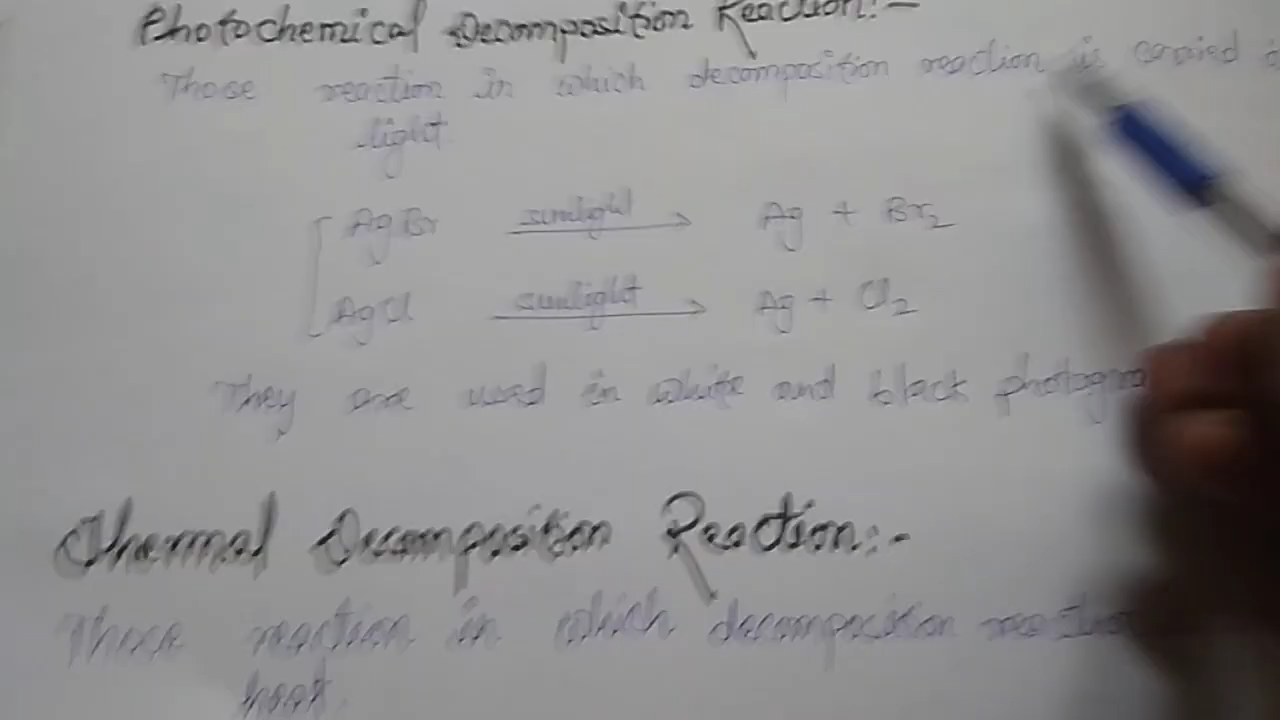 Photochemical Decomposition Reaction:-
Those reaction in which decomposition reaction is carried
light.
AgBr sunlight → Ag + Br₂
AgCl sunlight → Ag + Cl₂
They are used in white and black
Thermal Decomposition Reaction:-
Those reaction in which decomposition
heat.